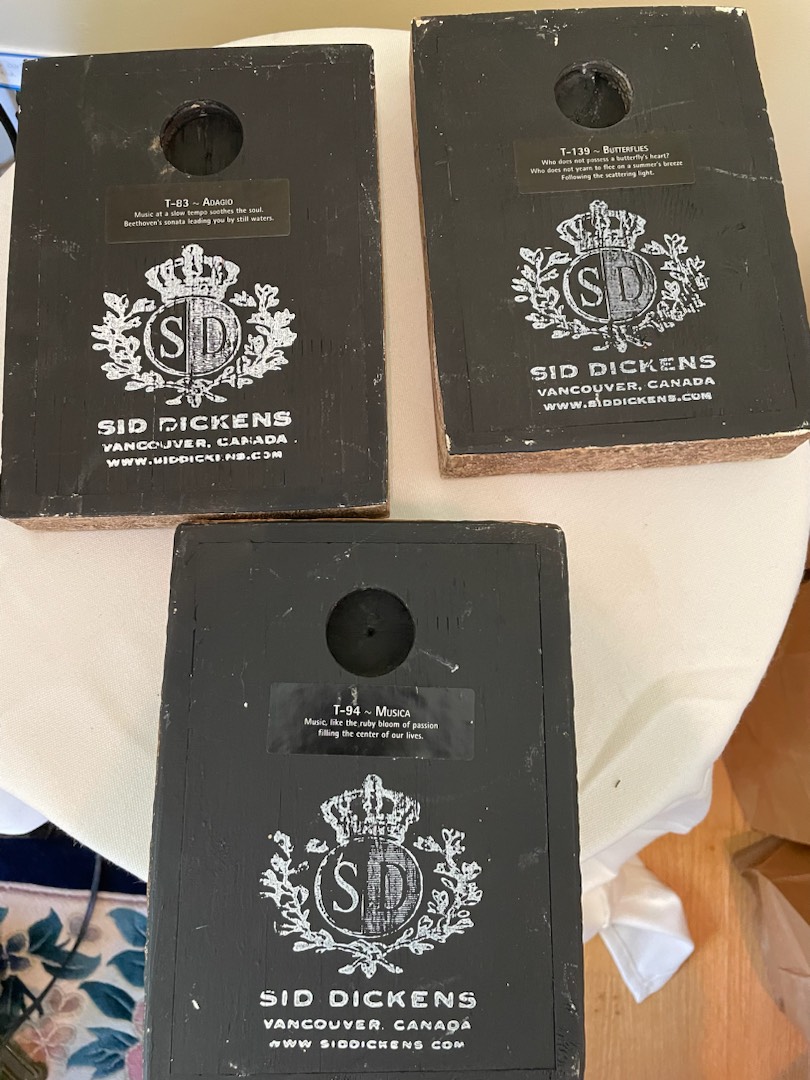 T-83 ~ ADAGIO
Music at a slow tempo soothes the soul.
Beethoven's sonata leading you by still waters.
SD
SID DICKENS
VANCOUVER, CANADA
WWW.SIDDICKENS.COM
T-139 ~ BUTTERFLIES
Who does not possess a butterfly's heart?
Who does not yearn to flee on a summer's breeze
Following the scattering light.
SD
SID DICKENS
VANCOUVER, CANADA
WWW.SIDDICKENS.COM
T-94 ~ MUSICA
Music, like the ruby bloom of passion
filling the center of our lives.
SD
SID DICKENS
VANCOUVER, CANADA
WWW SIDDICKENS COM